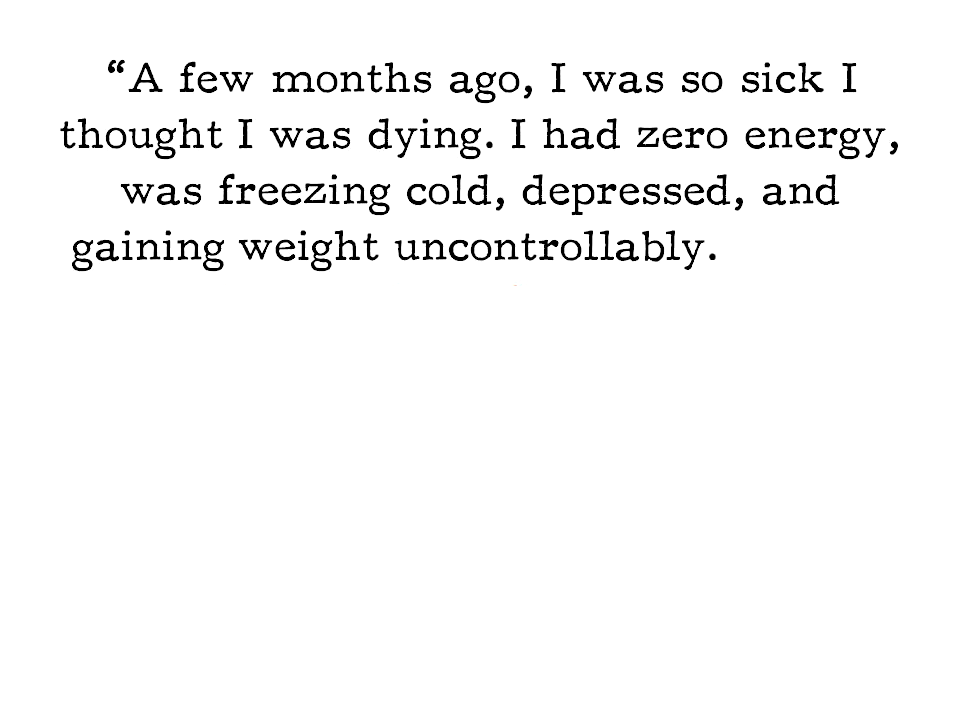 “A few months ago, I was so sick I
thought I was dying. I had zero energy,
was freezing cold, depressed, and
gaining weight uncontrollably.